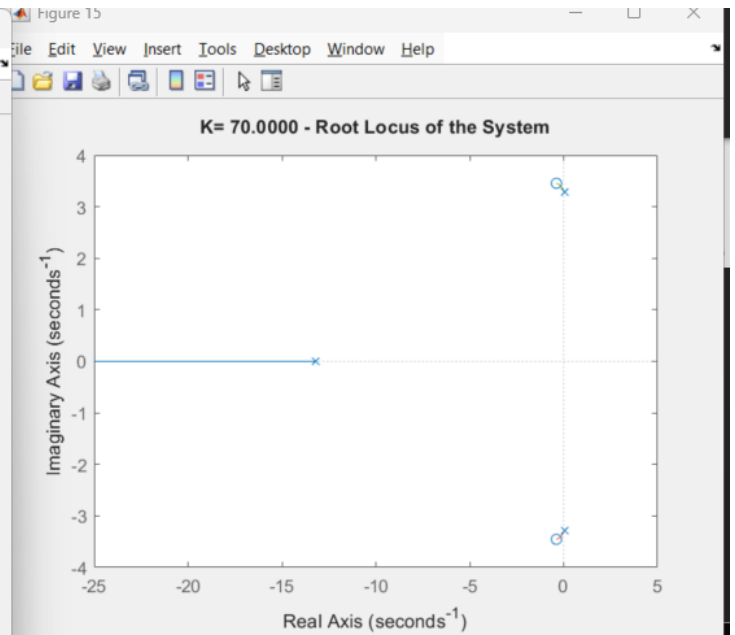 Figure 15
File Edit View Insert Tools Desktop Window Help
K= 70.0000 - Root Locus of the System
4
3
2
1
0
-1
-2
-3
-4
Imaginary Axis (seconds⁻¹)
-25 -20 -15 -10 -5 0 5
Real Axis (seconds⁻¹)